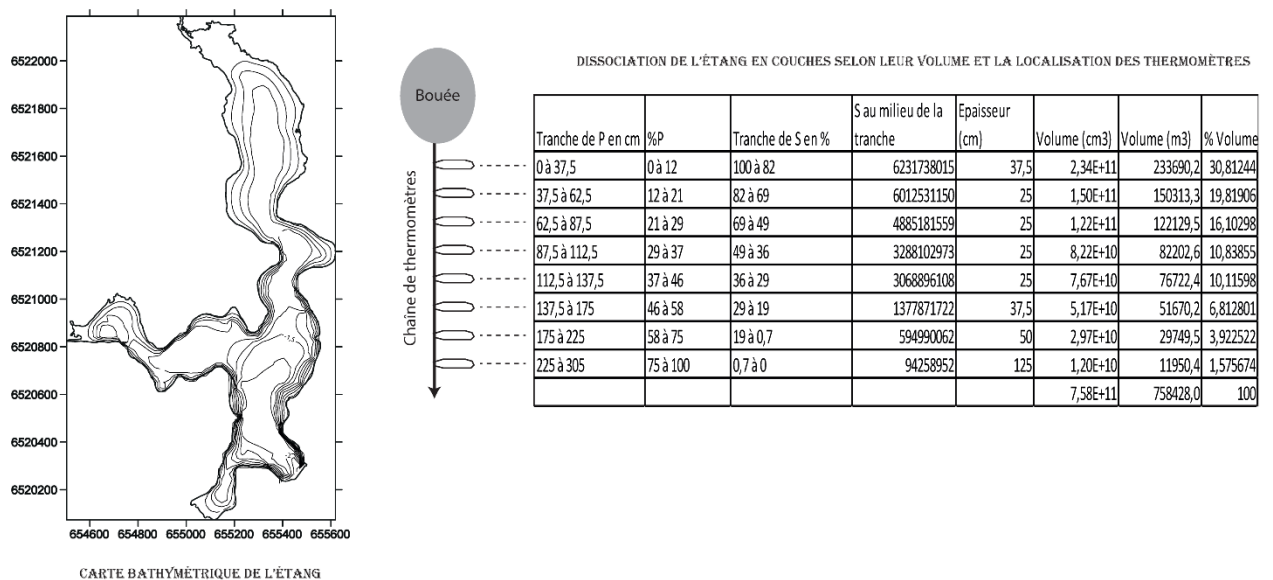 6522000
6521800
6521600
6521400
6521200
6521000
6520800
6520600
6520400
6520200
654600 654800 655000 655200 655400 655600
CARTE BATHYMÉTRIQUE DE L'ÉTANG
Bouée
Chaîne de thermomètres
DISSOCIATION DE L'ÉTANG EN COUCHES SELON LEUR VOLUME ET LA LOCALISATION DES THERMOMÈTRES
Tranche de P en cm %P Tranche de S en % S au milieu de la tranche Epaisseur (cm) Volume (cm3) Volume (m3) % Volume
0 à 37,5 0 à 12 100 à 82 6231738015 37,5 2,34E+11 233690,2 30,81244
37,5 à 62,5 12 à 21 82 à 69 6012531150 25 1,50E+11 150313,3 19,81906
62,5 à 87,5 21 à 29 69 à 49 4885181559 25 1,22E+11 122129,5 16,10298
87,5 à 112,5 29 à 37 49 à 36 3288102973 25 8,22E+10 82202,6 10,83855
112,5 à 137,5 37 à 46 36 à 29 3068896108 25 7,67E+10 76722,4 10,11598
137,5 à 175 46 à 58 29 à 19 1377871722 37,5 5,17E+10 51670,2 6,812801
175 à 225 58 à 75 19 à 0,7 594990062 50 2,97E+10 29749,5 3,922522
225 à 305 75 à 100 0,7 à 0 94258952 125 1,20E+10 11950,4 1,575674
7,58E+11 758428,0 100